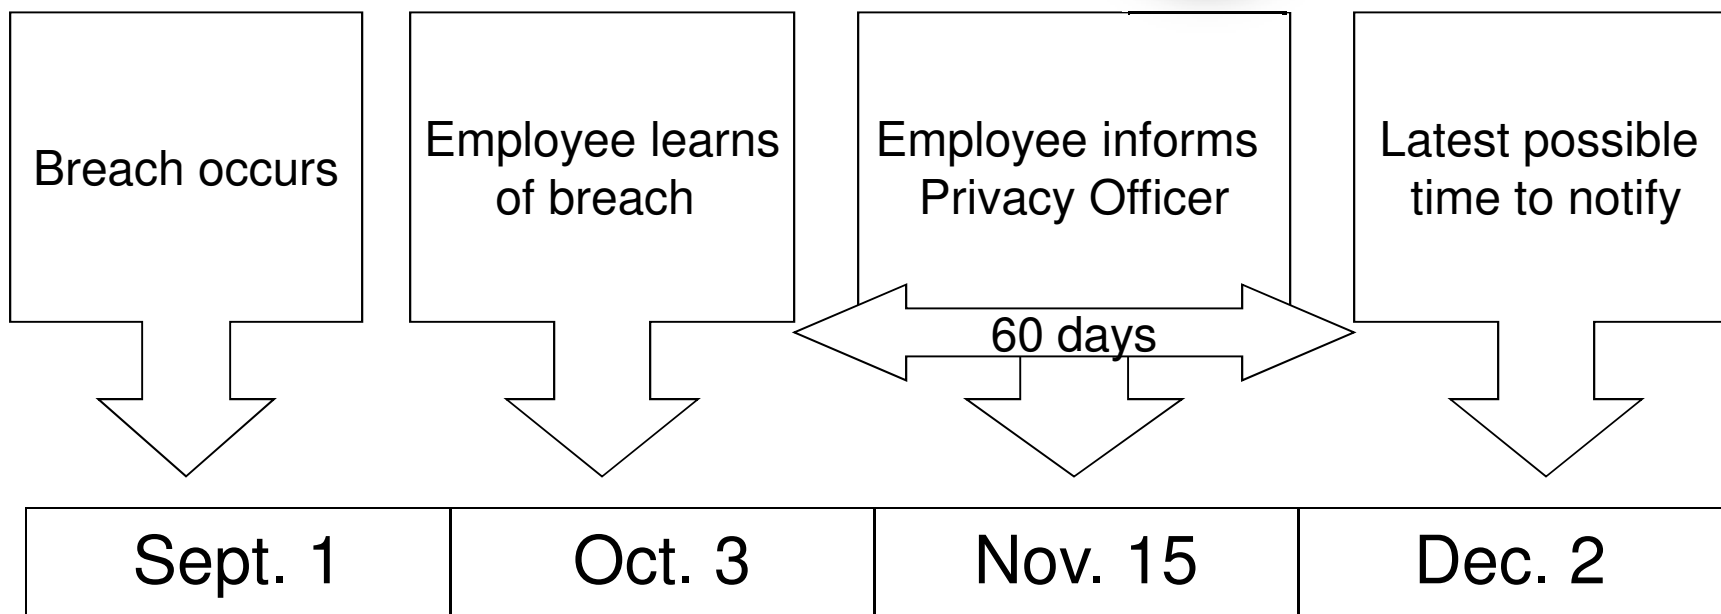 Breach occurs
Employee learns
of breach
Employee informs
Privacy Officer
Latest possible
time to notify
60 days
Sept. 1
Oct. 3
Nov. 15
Dec. 2